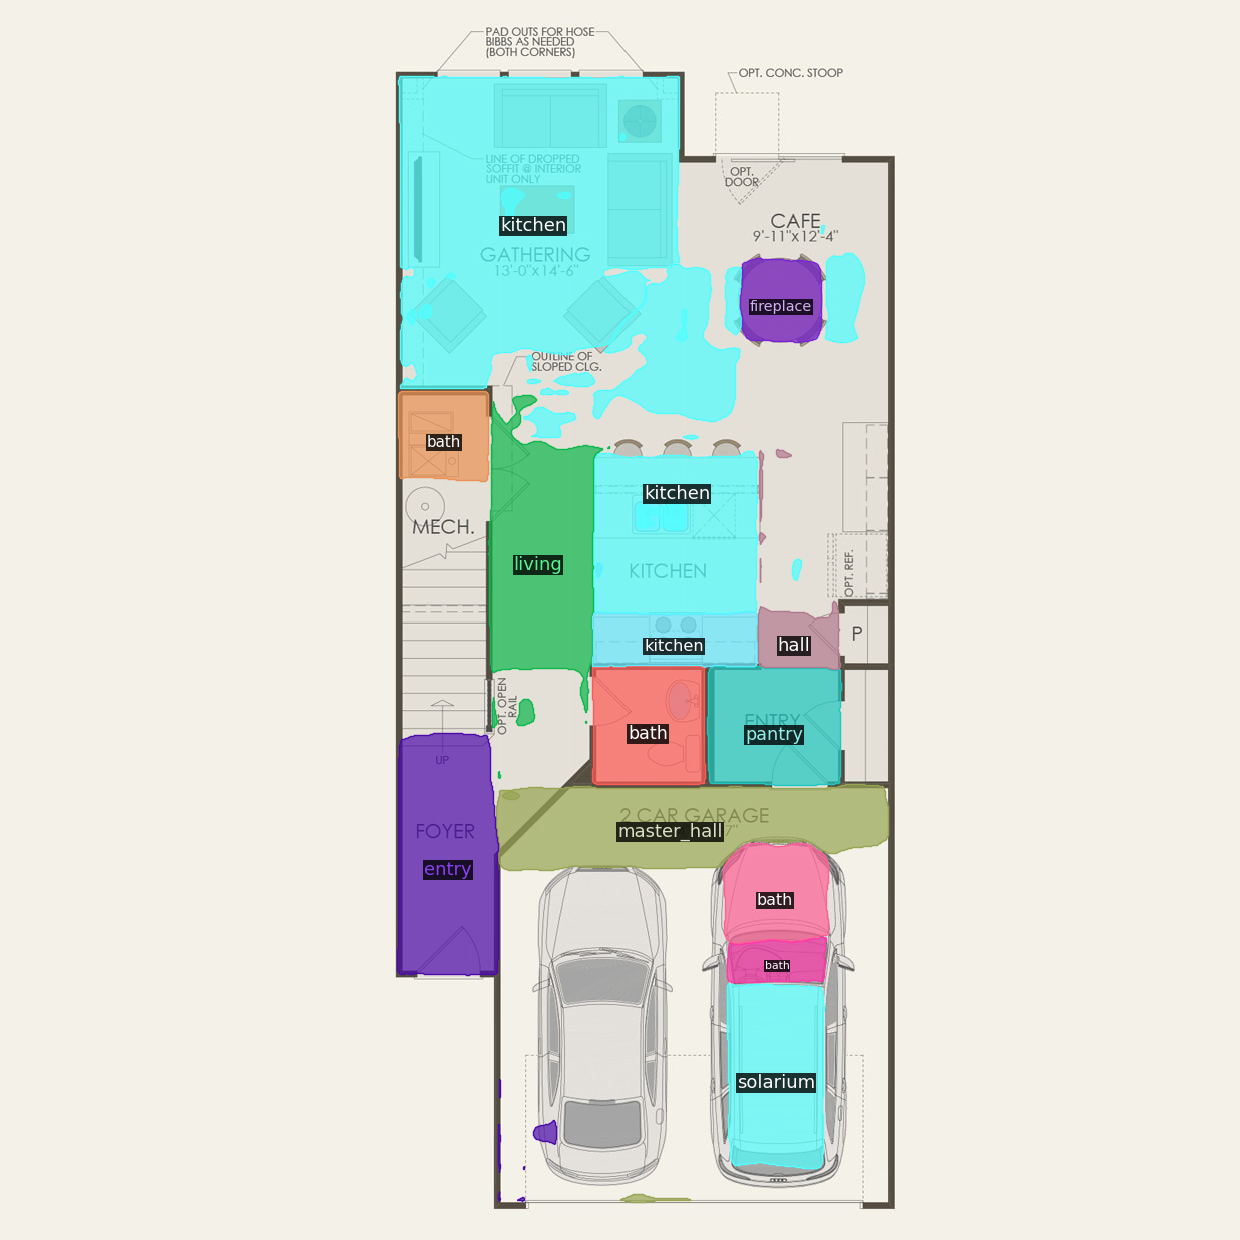 PAD OUTS FOR HOSE
BIBBS AS NEEDED
(BOTH CORNERS)
OPT. CONC. STOOP
LINE OF DROPPED
SOFFIT @ INTERIOR
UNIT ONLY
OPT.
DOOR
kitchen
CAFE
9'-11"x12'-4"
GATHERING
13'-0"x14'-6"
fireplace
OUTLINE OF
SLOPED CLG.
bath
kitchen
MECH.
living
KITCHEN
OPT. REF.
kitchen
hall
P
OPT. OPEN
RAIL
ENTRY
bath
pantry
UP
2 CAR GARAGE
7"
FOYER
master_hall
entry
bath
bath
solarium